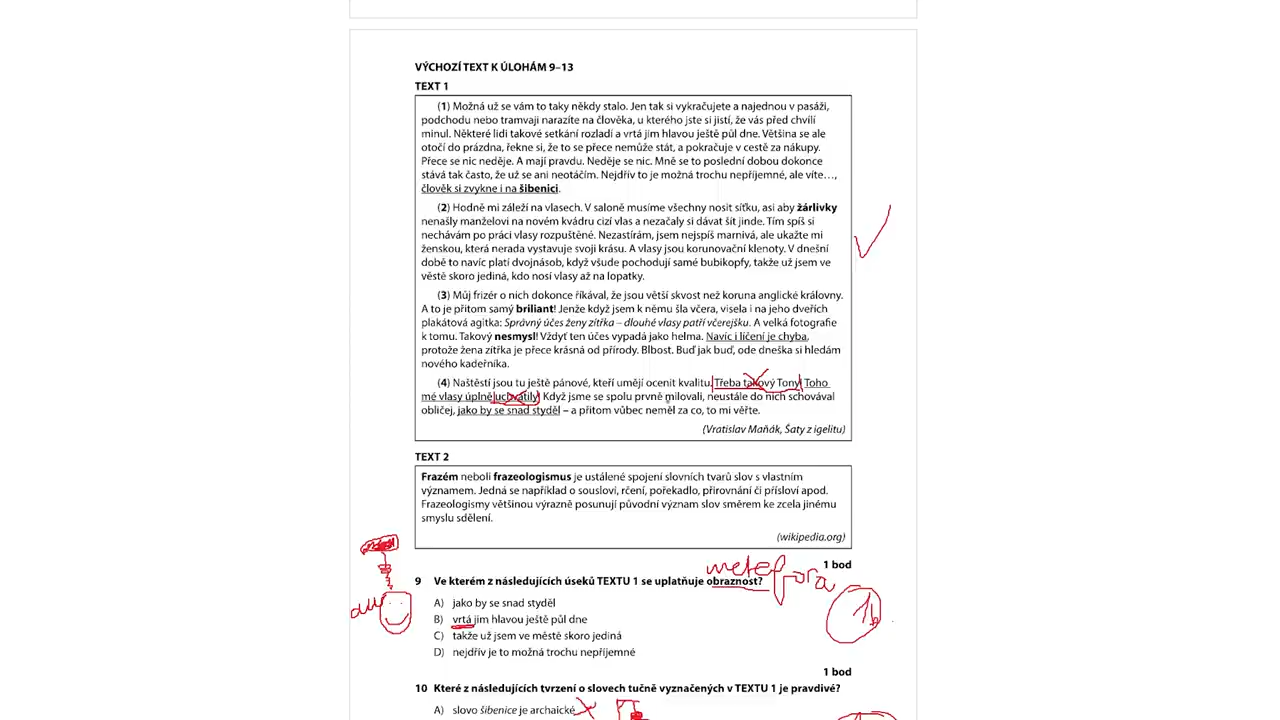 VÝCHOZÍ TEXT K ÚLOHÁM 9–13
TEXT 1
(1) Možná už se vám to taky někdy stalo. Jen tak si vykračujete a najednou v pasáži,
podchodu nebo tramvaji narazíte na člověka, u kterého jste si jistí, že vás před chvílí
minul. Některé lidi takové setkání rozladí a vrtá jim hlavou ještě půl dne. Většina se ale
otočí do prázdna, řekne si, že to se přece nemůže stát, a pokračuje v cestě za nákupy.
Přece se nic neděje. A mají pravdu. Neděje se nic. Mně se to poslední dobou dokonce
stává tak často, že už se ani neotáčím. Nejdřív to je možná trochu nepříjemné, ale víte…,
člověk si zvykne i na šibenici.
(2) Hodně mi záleží na vlasech. V saloně musíme všechny nosit síťku, asi aby žárlivky
nenašly manželovi na novém kvádru cizí vlas a nezačaly si dávat šít jinde. Tím spíš si
nechávám po práci vlasy rozpuštěné. Nezastírám, jsem nejspíš marnivá, ale ukažte mi
ženskou, která nerada vystavuje svoji krásu. A vlasy jsou korunovační klenoty. V dnešní
době to navíc platí dvojnásob, když všude pochodují samé bubikopfy, takže už jsem ve
věstě skoro jediná, kdo nosí vlasy až na lopatky.
(3) Můj frizér o nich dokonce říkával, že jsou větší skvost než koruna anglické královny.
A to je přitom samý briliant! Jenže když jsem k němu šla včera, visela i na jeho dveřích
plakátová agitka: Správný účes ženy zítřka – dlouhé vlasy patří včerejšku. A velká fotografie
k tomu. Takový nesmysl! Vždyť ten účes vypadá jako helma. Navíc i líčení je chyba,
protože žena zítřka je přece krásná od přírody. Blbost. Buď jak buď, ode dneška si hledám
nového kadeřníka.
(4) Naštěstí jsou tu ještě pánové, kteří umějí ocenit kvalitu. Třeba takový Tony! Toho
mé vlasy úplně uchvátily! Když jsme se spolu prvně milovali, neustále do nich schovával
obličej, jako by se snad styděl – a přitom vůbec neměl za co, to mi věřte.
(Vratislav Maňák, Šaty z igelitu)
TEXT 2
Frazém neboli frazeologismus je ustálené spojení slovních tvarů slov s vlastním
významem. Jedná se například o sousloví, rčení, pořekadlo, přirovnání či přísloví apod.
Frazeologismy většinou výrazně posunují původní význam slov směrem ke zcela jinému
smyslu sdělení.
(wikipedia.org)
1 bod
metefora
9 Ve kterém z následujících úseků TEXTU 1 se uplatňuje obraznost?
A) jako by se snad styděl
B) vrtá jim hlavou ještě půl dne
C) takže už jsem ve městě skoro jediná
D) nejdřív je to možná trochu nepříjemné
1b
1 bod
10 Které z následujících tvrzení o slovech tučně vyznačených v TEXTU 1 je pravdivé?
A) slovo šibenice je archaické